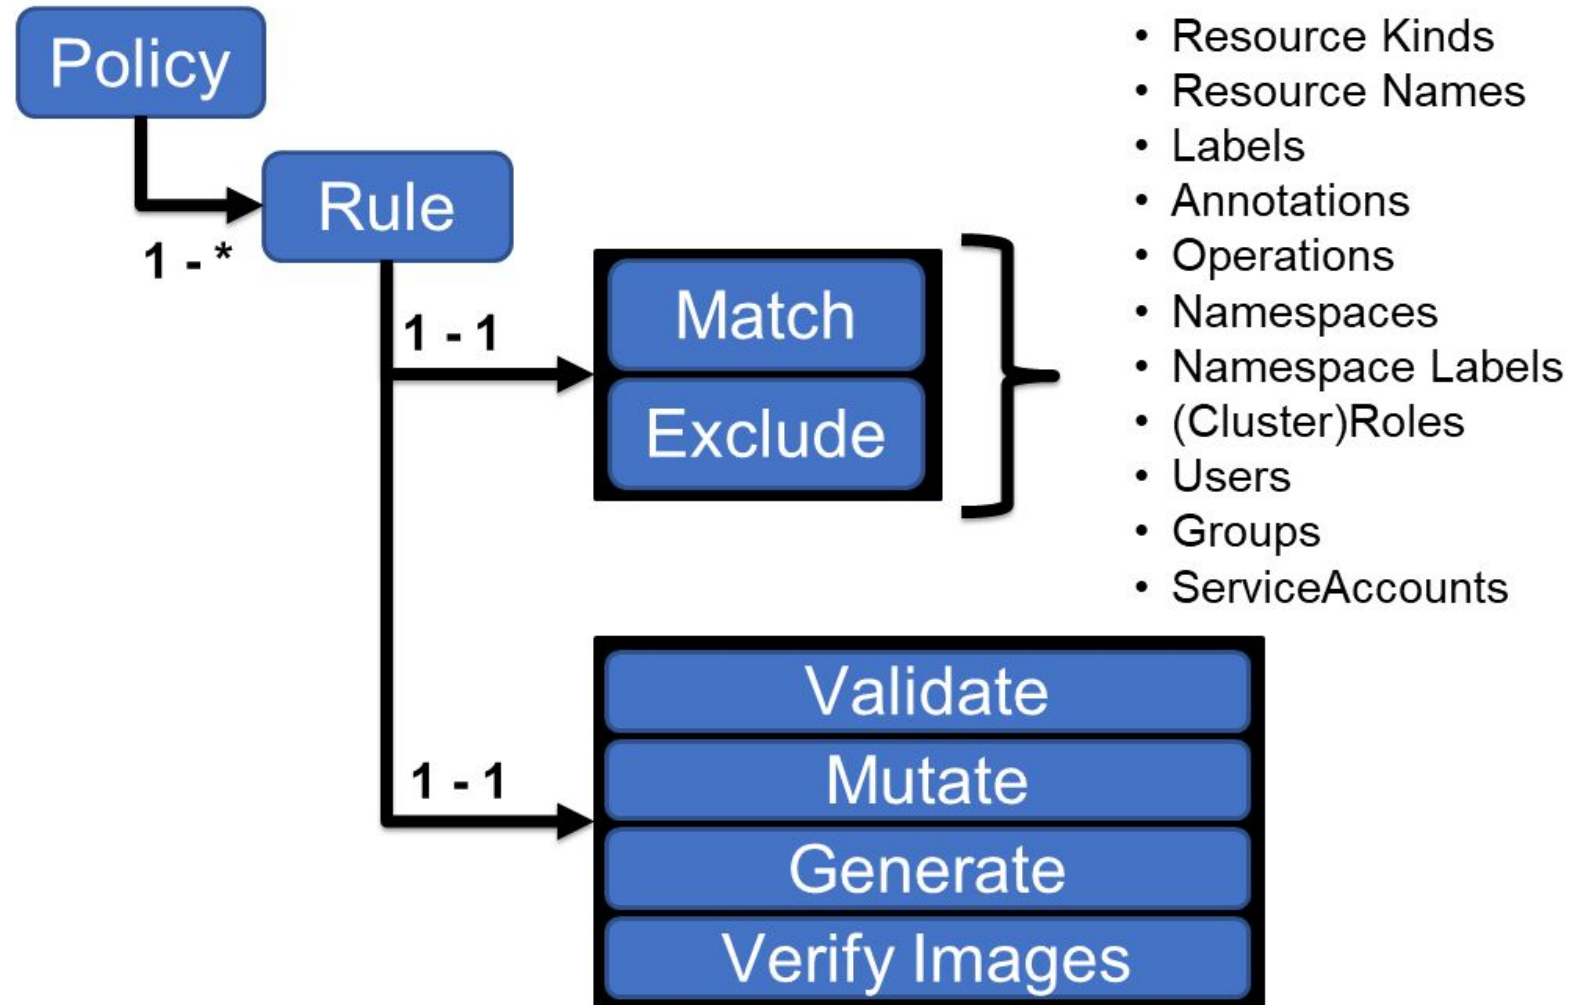 Policy
1 - *
Rule
1 - 1
Match
Exclude
• Resource Kinds
• Resource Names
• Labels
• Annotations
• Operations
• Namespaces
• Namespace Labels
• (Cluster)Roles
• Users
• Groups
• ServiceAccounts
1 - 1
Validate
Mutate
Generate
Verify Images